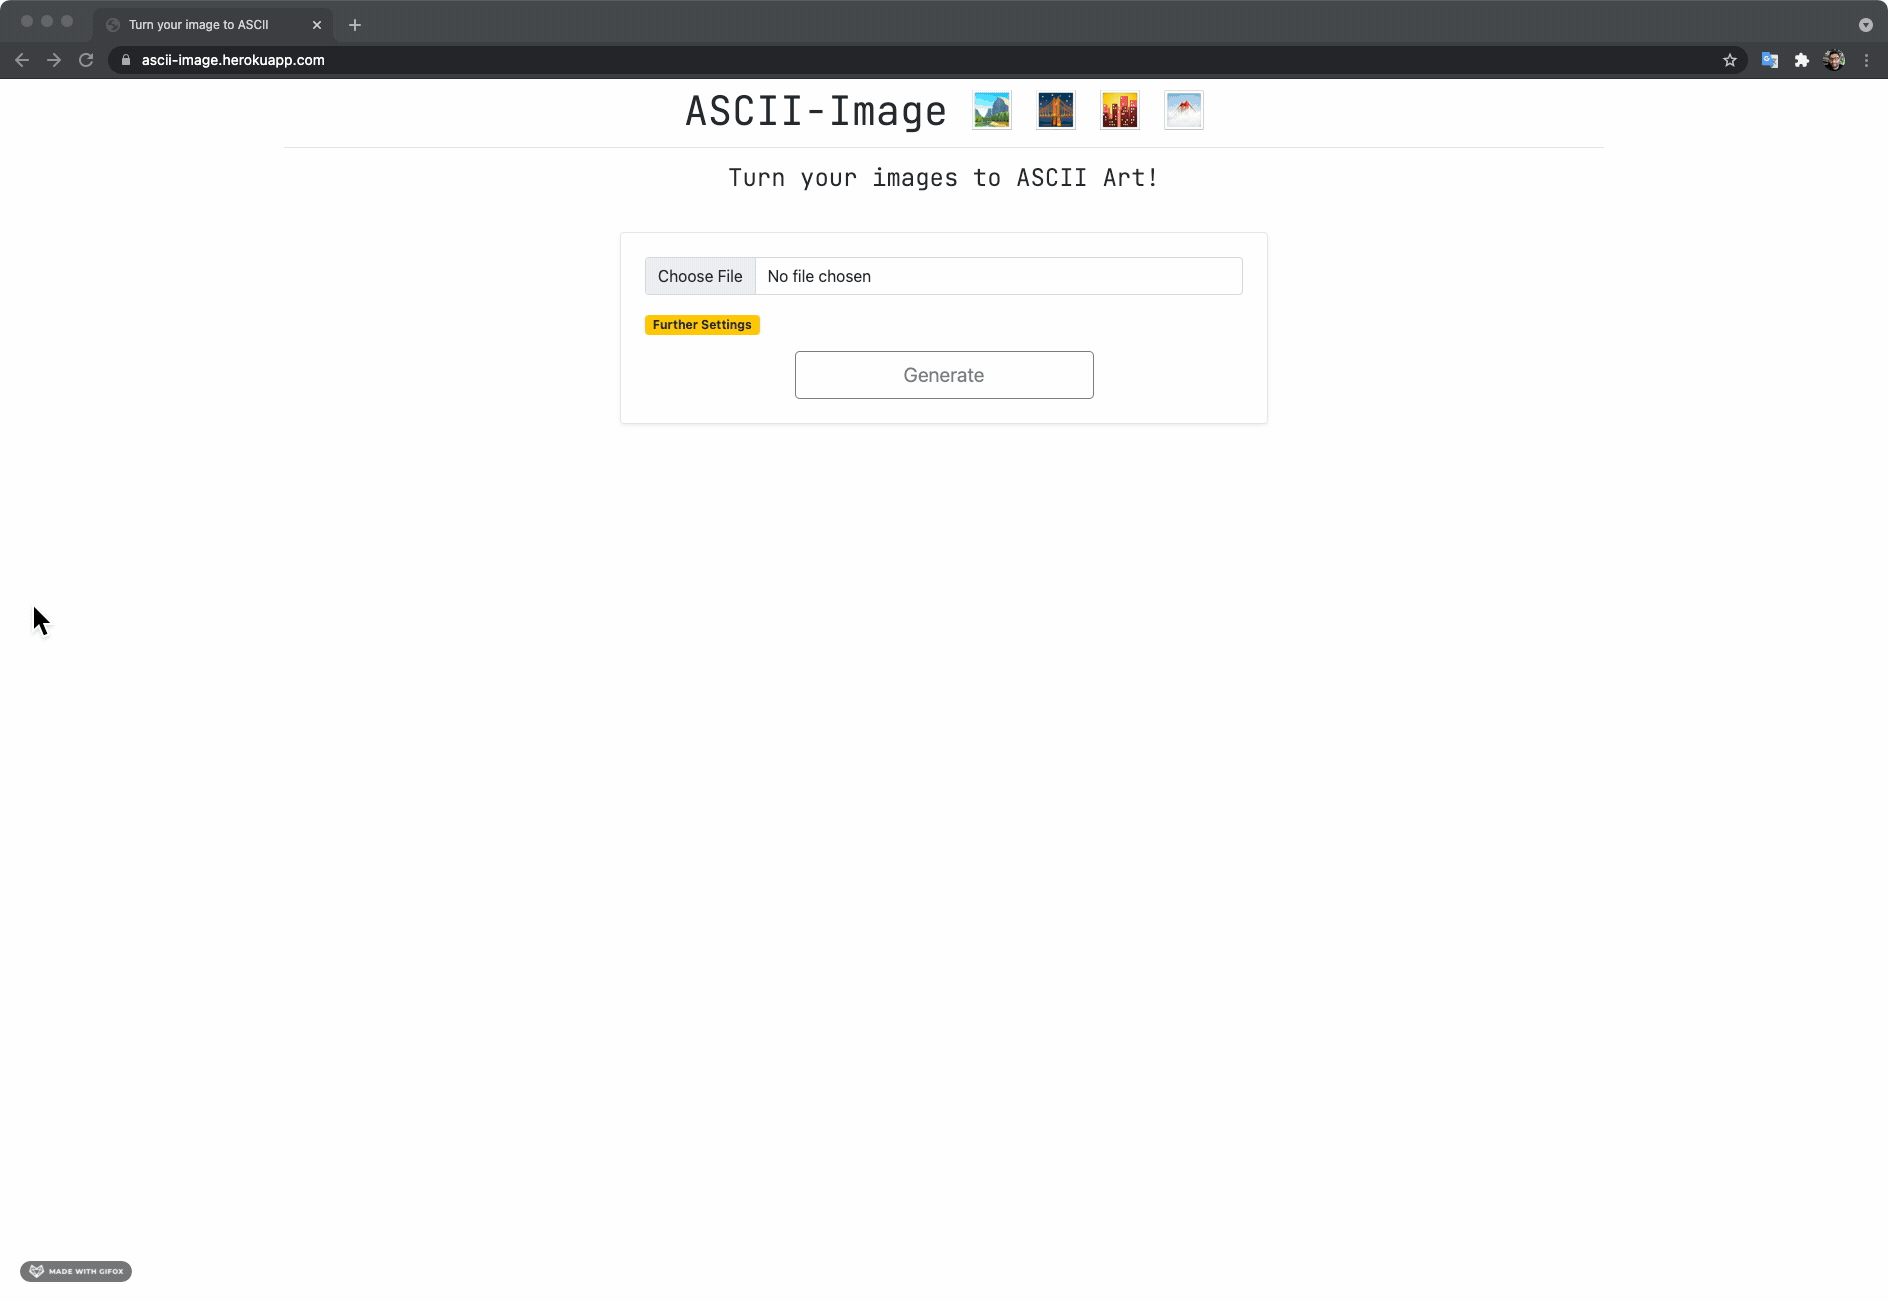 Turn your image to ASCII
ascii-image.herokuapp.com
ASCII-Image
Turn your images to ASCII Art!
Choose File No file chosen
Further Settings
Generate
MADE WITH GIFOX